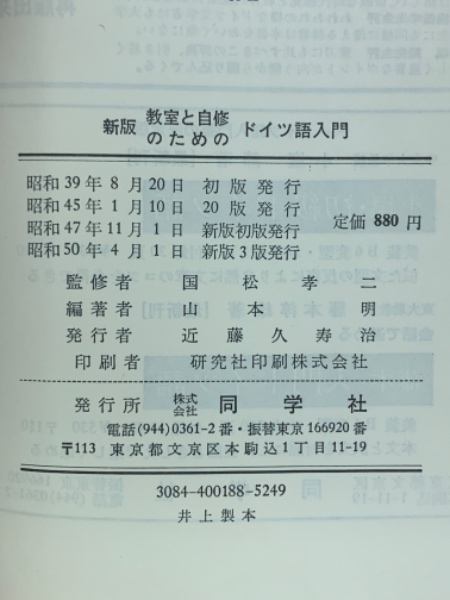 新版 教室と自修のための ドイツ語入門
昭和39年8月20日 初版発行
昭和45年1月10日 20版発行
昭和47年11月1日 新版初版発行
昭和50年4月1日 新版3版発行
定価 880円
監修者 国松孝二
編著者 山本明
発行者 近藤久寿治
印刷者 研究社印刷株式会社
発行所 株式会社 同学社
電話(944)0361-2番・振替東京166920番
〒113 東京都文京区本駒込1丁目11-19
3084-400188-5249
井上製本